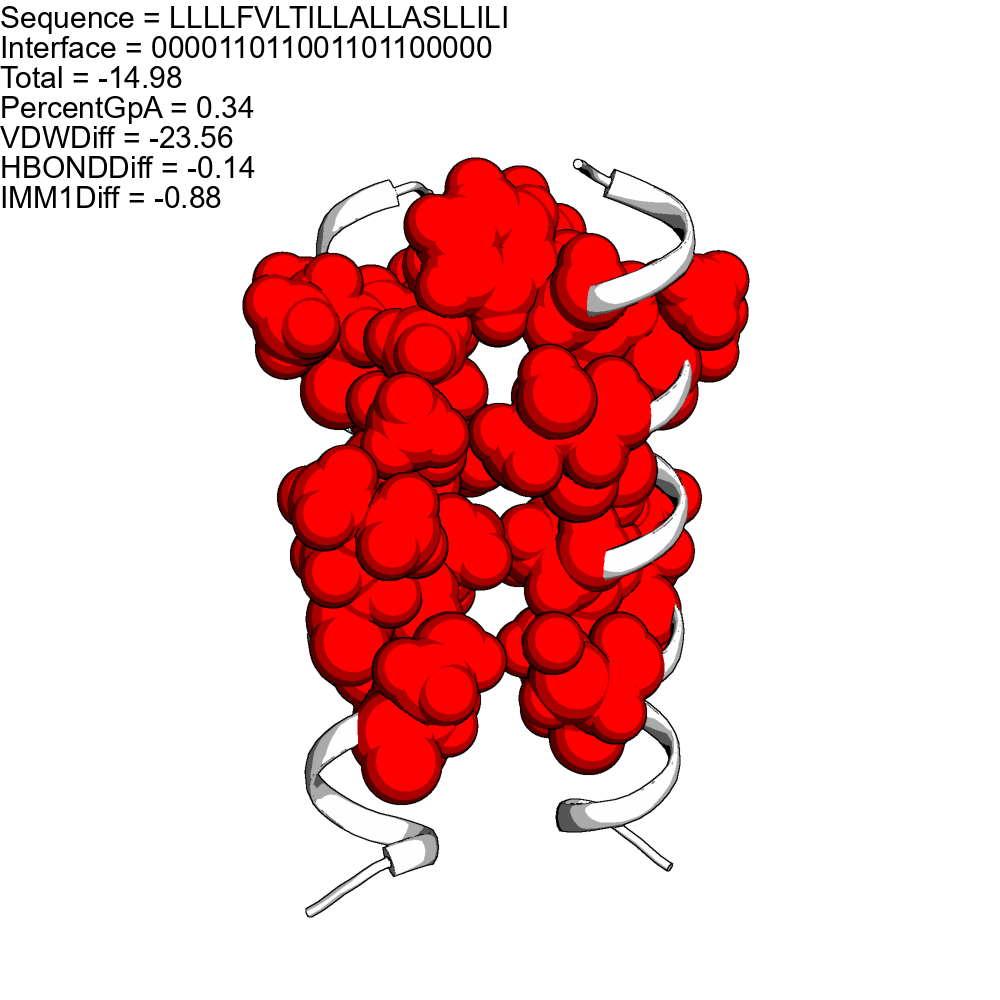 Sequence = LLLLFVLTILLALLASLLILI
Interface = 000011011001101100000
Total = -14.98
PercentGpA = 0.34
VDWDiff = -23.56
HBONDDiff = -0.14
IMM1Diff = -0.88